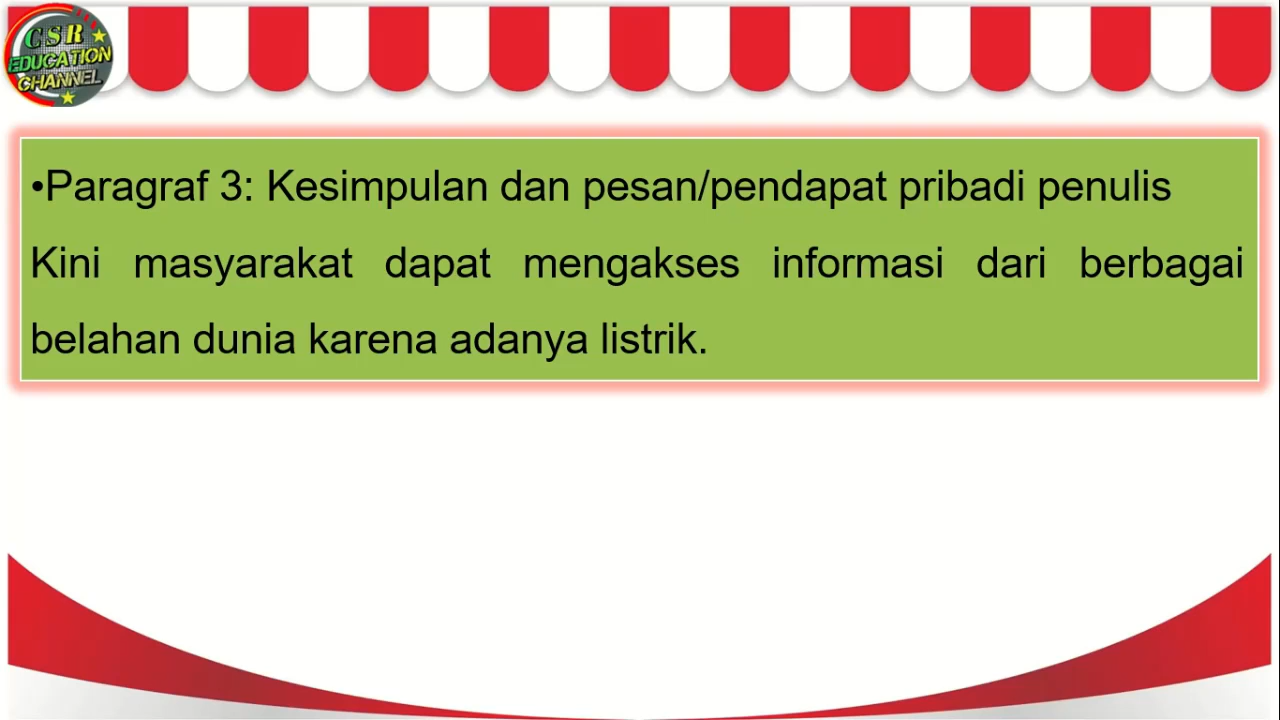 CSR
EDUCATION
CHANNEL
•Paragraf 3: Kesimpulan dan pesan/pendapat pribadi penulis
Kini masyarakat dapat mengakses informasi dari berbagai
belahan dunia karena adanya listrik.